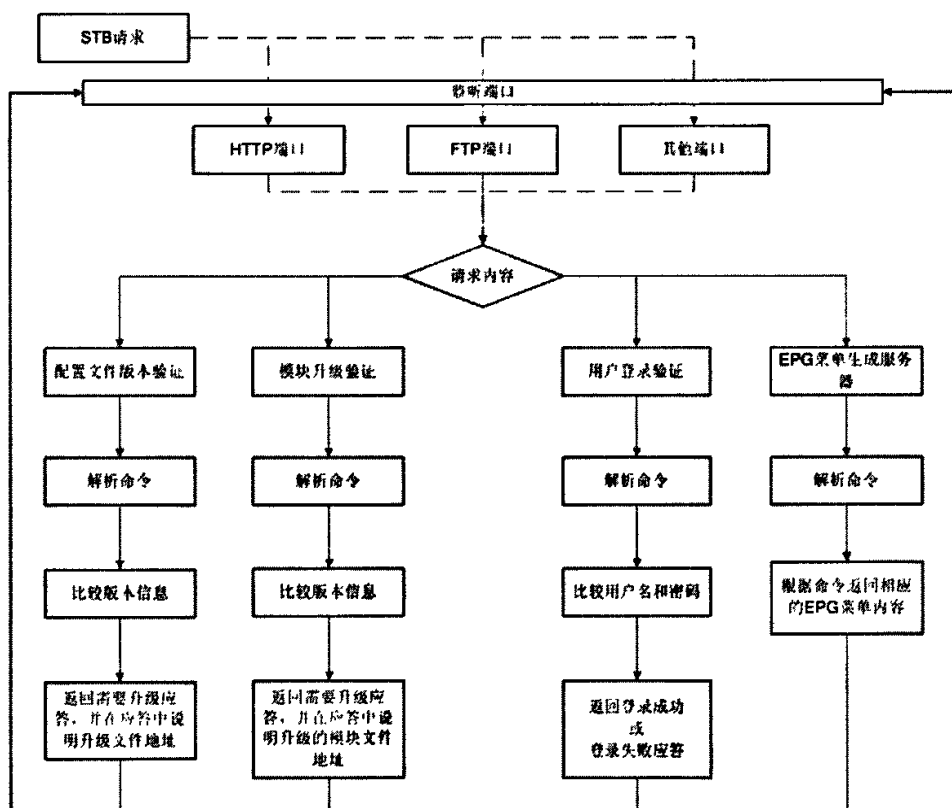 STB请求
监听端口
HTTP端口
FTP端口
其他端口
请求内容
配置文件版本验证
模块升级验证
用户登录验证
EPG菜单生成服务
器
解析命令
解析命令
解析命令
解析命令
比较版本信息
比较版本信息
比较用户名和密码
根据命令返回相应
的EPG菜单内容
返回需要升级应
答，并在应答中说
明升级文件地址
返回需要升级应
答，并在应答中说
明升级的模块文件
地址
返回登录成功
或
登录失败应答